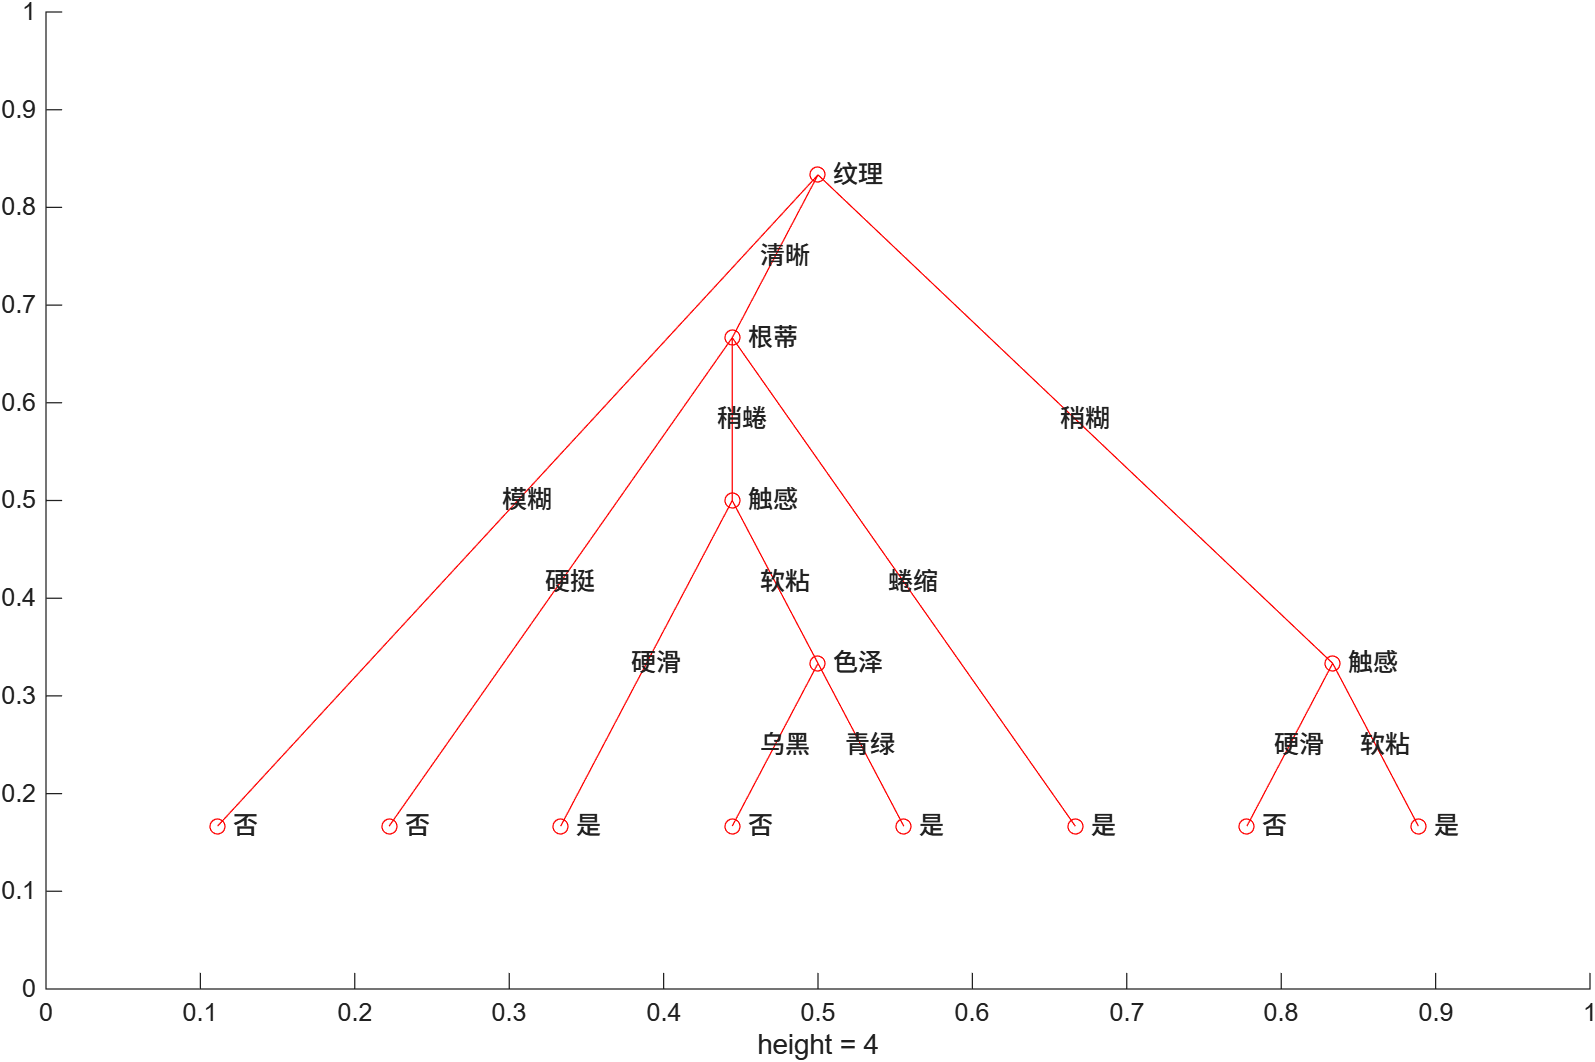 1
0.9
纹理
0.8
清晰
0.7
根蒂
0.6
稍蜷
稍糊
0.5
模糊
触感
硬挺
软粘
蜷缩
0.4
硬滑
色泽
触感
0.3
乌黑
青绿
硬滑
软粘
0.2
否
否
是
否
是
是
否
是
0.1
0
0 0.1 0.2 0.3 0.4 0.5 0.6 0.7 0.8 0.9 1
height = 4